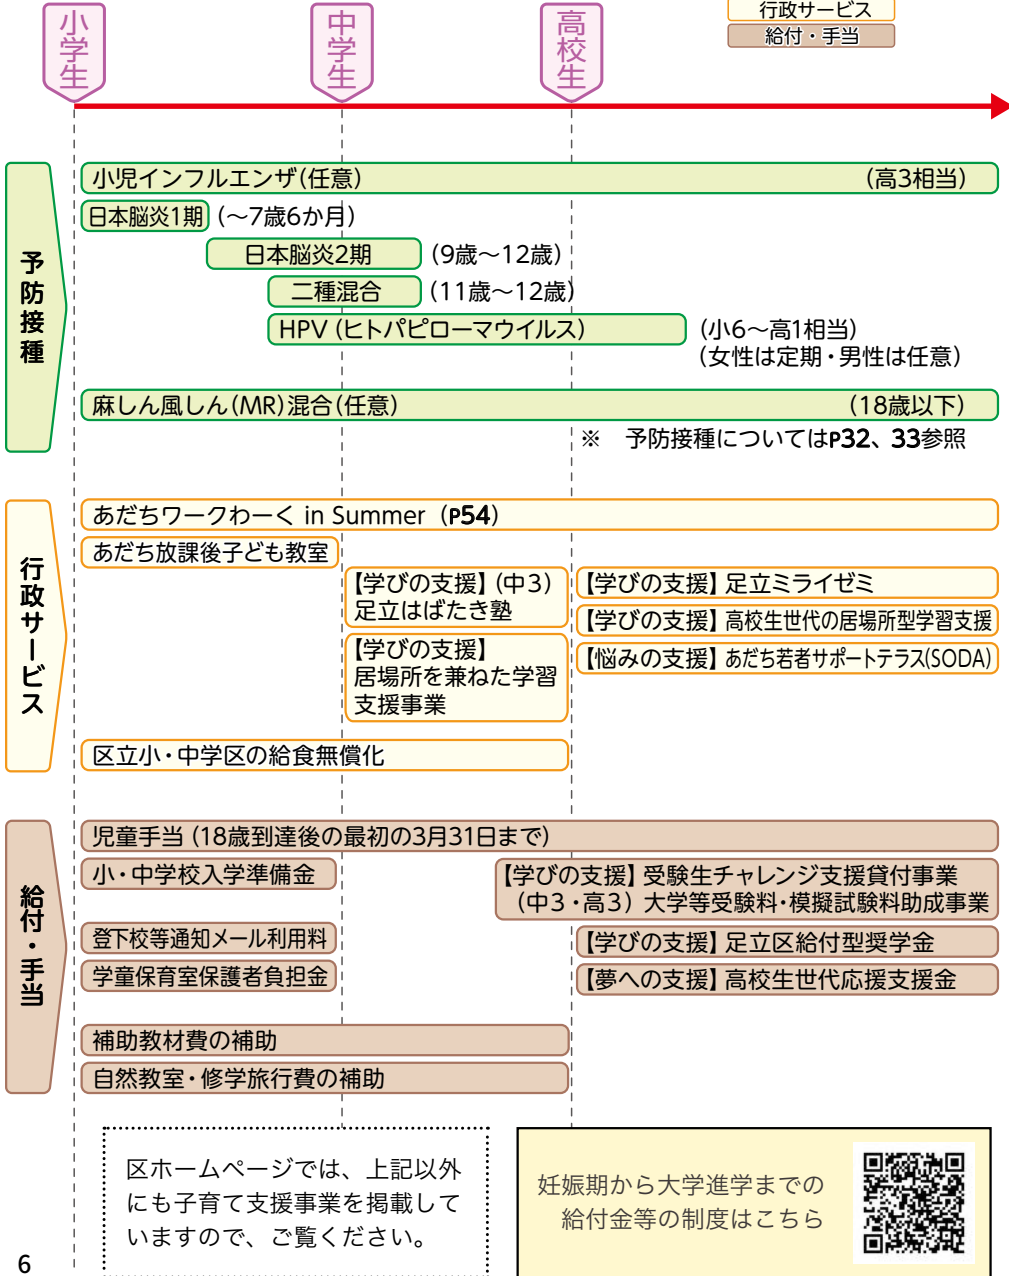 小学生
中学生
高校生
行政サービス
給付・手当
予防接種
小児インフルエンザ(任意) (高3相当)
日本脳炎1期 (～7歳6か月)
日本脳炎2期 (9歳～12歳)
二種混合 (11歳～12歳)
HPV (ヒトパピローマウイルス) (小6～高1相当)
(女性は定期・男性は任意)
麻しん風しん(MR)混合(任意) (18歳以下)
※ 予防接種についてはP32、33参照
行政サービス
あだちワークわーく in Summer (P54)
あだち放課後子ども教室
【学びの支援】(中3)
足立はばたき塾
【学びの支援】
居場所を兼ねた学習
支援事業
【学びの支援】足立ミライゼミ
【学びの支援】高校生世代の居場所型学習支援
【悩みの支援】あだち若者サポートテラス(SODA)
区立小・中学区の給食無償化
給付・手当
児童手当 (18歳到達後の最初の3月31日まで)
小・中学校入学準備金
【学びの支援】受験生チャレンジ支援貸付事業
(中3・高3) 大学等受験料・模擬試験料助成事業
登下校等通知メール利用料
【学びの支援】足立区給付型奨学金
学童保育室保護者負担金
【夢への支援】高校生世代応援支援金
補助教材費の補助
自然教室・修学旅行費の補助
区ホームページでは、上記以外
にも子育て支援事業を掲載して
いますので、ご覧ください。
妊娠期から大学進学までの
給付金等の制度はこちら
6